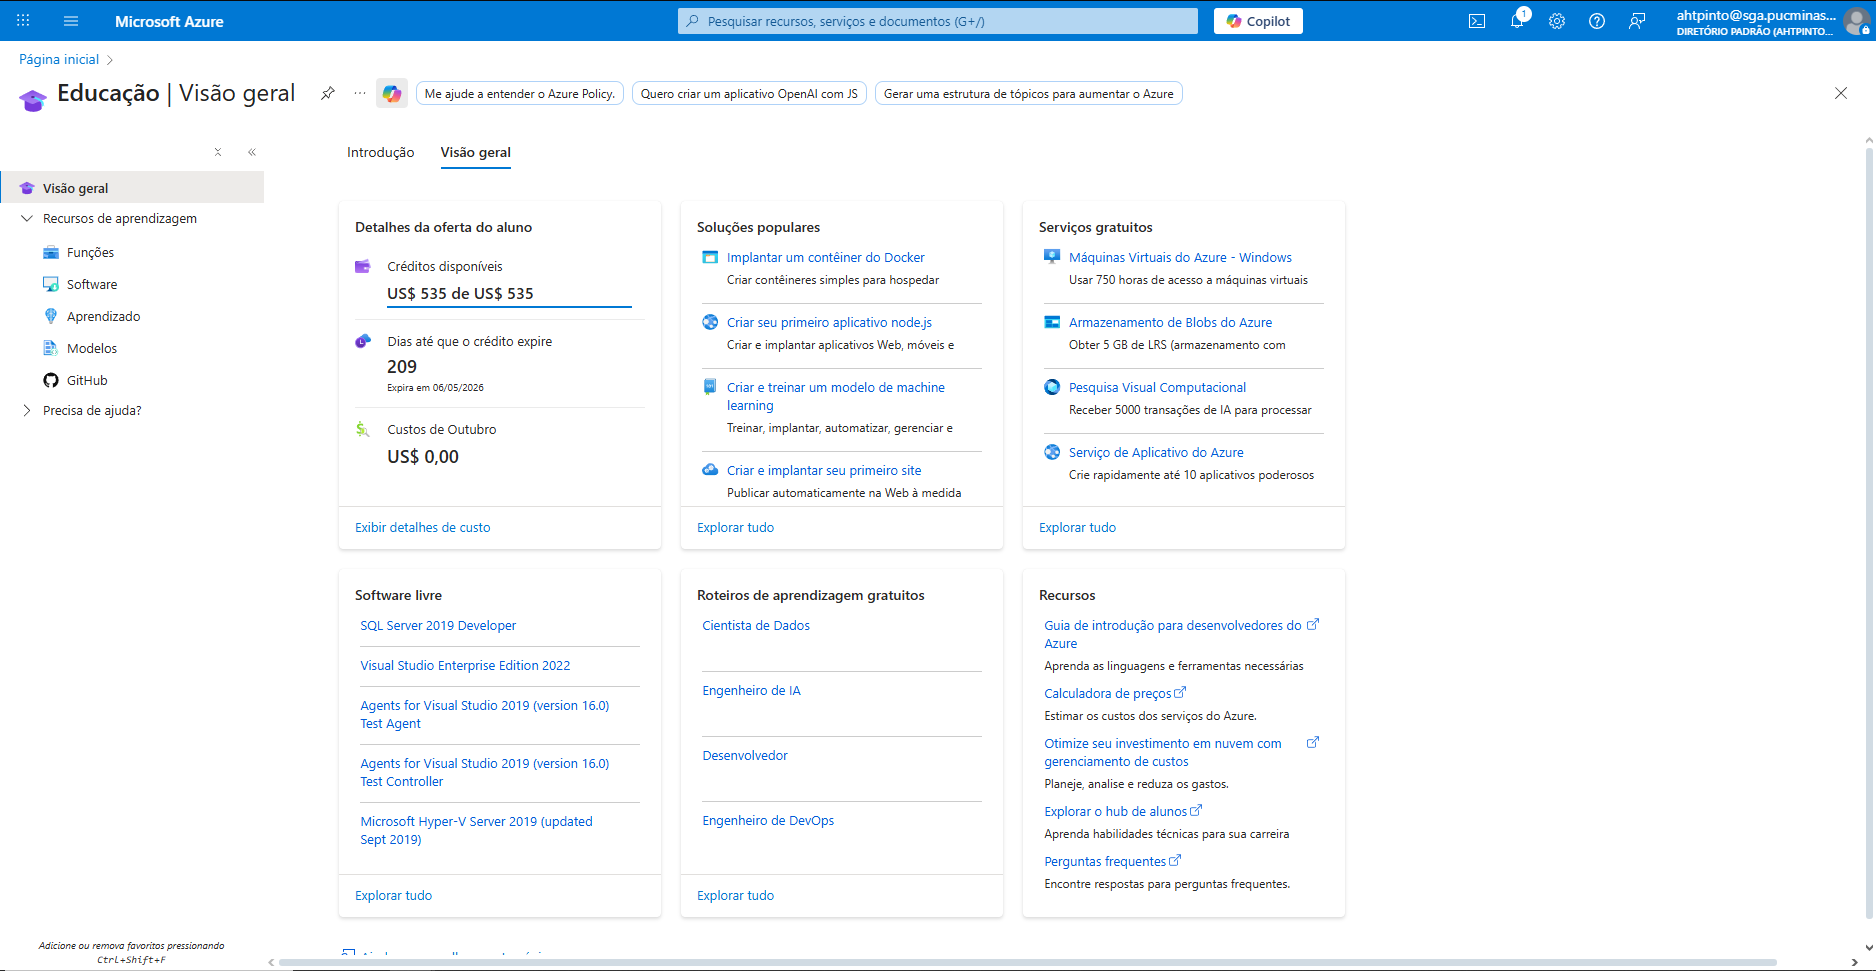 Microsoft Azure
Pesquisar recursos, serviços e documentos (G+/)
Copilot
1
ahtpinto@sga.pucminas...
DIRETÓRIO PADRÃO (AHTPINTO...
Página inicial
Educação | Visão geral
Me ajude a entender o Azure Policy.
Quero criar um aplicativo OpenAI com JS
Gerar uma estrutura de tópicos para aumentar o Azure
Visão geral
Recursos de aprendizagem
Funções
Software
Aprendizado
Modelos
GitHub
Precisa de ajuda?
Adicione ou remova favoritos pressionando
Ctrl+Shift+F
Introdução
Visão geral
Detalhes da oferta do aluno
Créditos disponíveis
US$ 535 de US$ 535
Dias até que o crédito expire
209
Expira em 06/05/2026
Custos de Outubro
US$ 0,00
Exibir detalhes de custo
Soluções populares
Implantar um contêiner do Docker
Criar contêineres simples para hospedar
Criar seu primeiro aplicativo node.js
Criar e implantar aplicativos Web, móveis e
Criar e treinar um modelo de machine
learning
Treinar, implantar, automatizar, gerenciar e
Criar e implantar seu primeiro site
Publicar automaticamente na Web à medida
Explorar tudo
Serviços gratuitos
Máquinas Virtuais do Azure - Windows
Usar 750 horas de acesso a máquinas virtuais
Armazenamento de Blobs do Azure
Obter 5 GB de LRS (armazenamento com
Pesquisa Visual Computacional
Receber 5000 transações de IA para processar
Serviço de Aplicativo do Azure
Crie rapidamente até 10 aplicativos poderosos
Explorar tudo
Software livre
SQL Server 2019 Developer
Visual Studio Enterprise Edition 2022
Agents for Visual Studio 2019 (version 16.0)
Test Agent
Agents for Visual Studio 2019 (version 16.0)
Test Controller
Microsoft Hyper-V Server 2019 (updated
Sept 2019)
Explorar tudo
Roteiros de aprendizagem gratuitos
Cientista de Dados
Engenheiro de IA
Desenvolvedor
Engenheiro de DevOps
Explorar tudo
Recursos
Guia de introdução para desenvolvedores do
Azure
Aprenda as linguagens e ferramentas necessárias
Calculadora de preços
Estimar os custos dos serviços do Azure.
Otimize seu investimento em nuvem com
gerenciamento de custos
Planeje, analise e reduza os gastos.
Explorar o hub de alunos
Aprenda habilidades técnicas para sua carreira
Perguntas frequentes
Encontre respostas para perguntas frequentes.